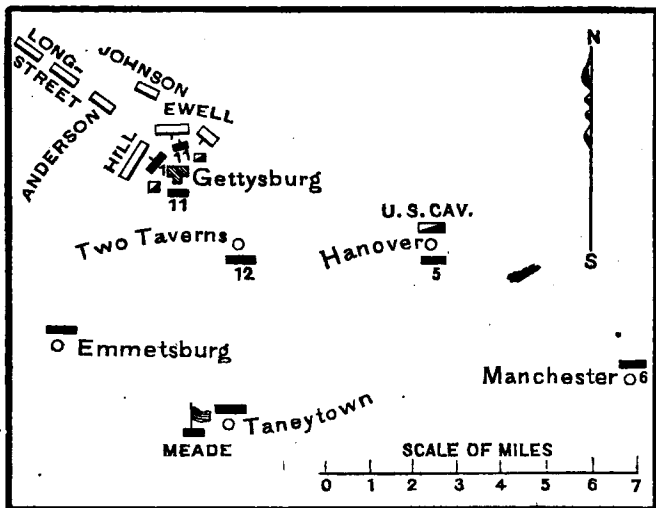 LONG-
STREET
JOHNSON
N
EWELL
ANDERSON
HILL
11
1
Gettysburg
11
U.S. CAV.
Two Taverns
Hanover
12
5
S
Emmetsburg
Manchester 6
Taneytown
MEADE
SCALE OF MILES
0 1 2 3 4 5 6 7